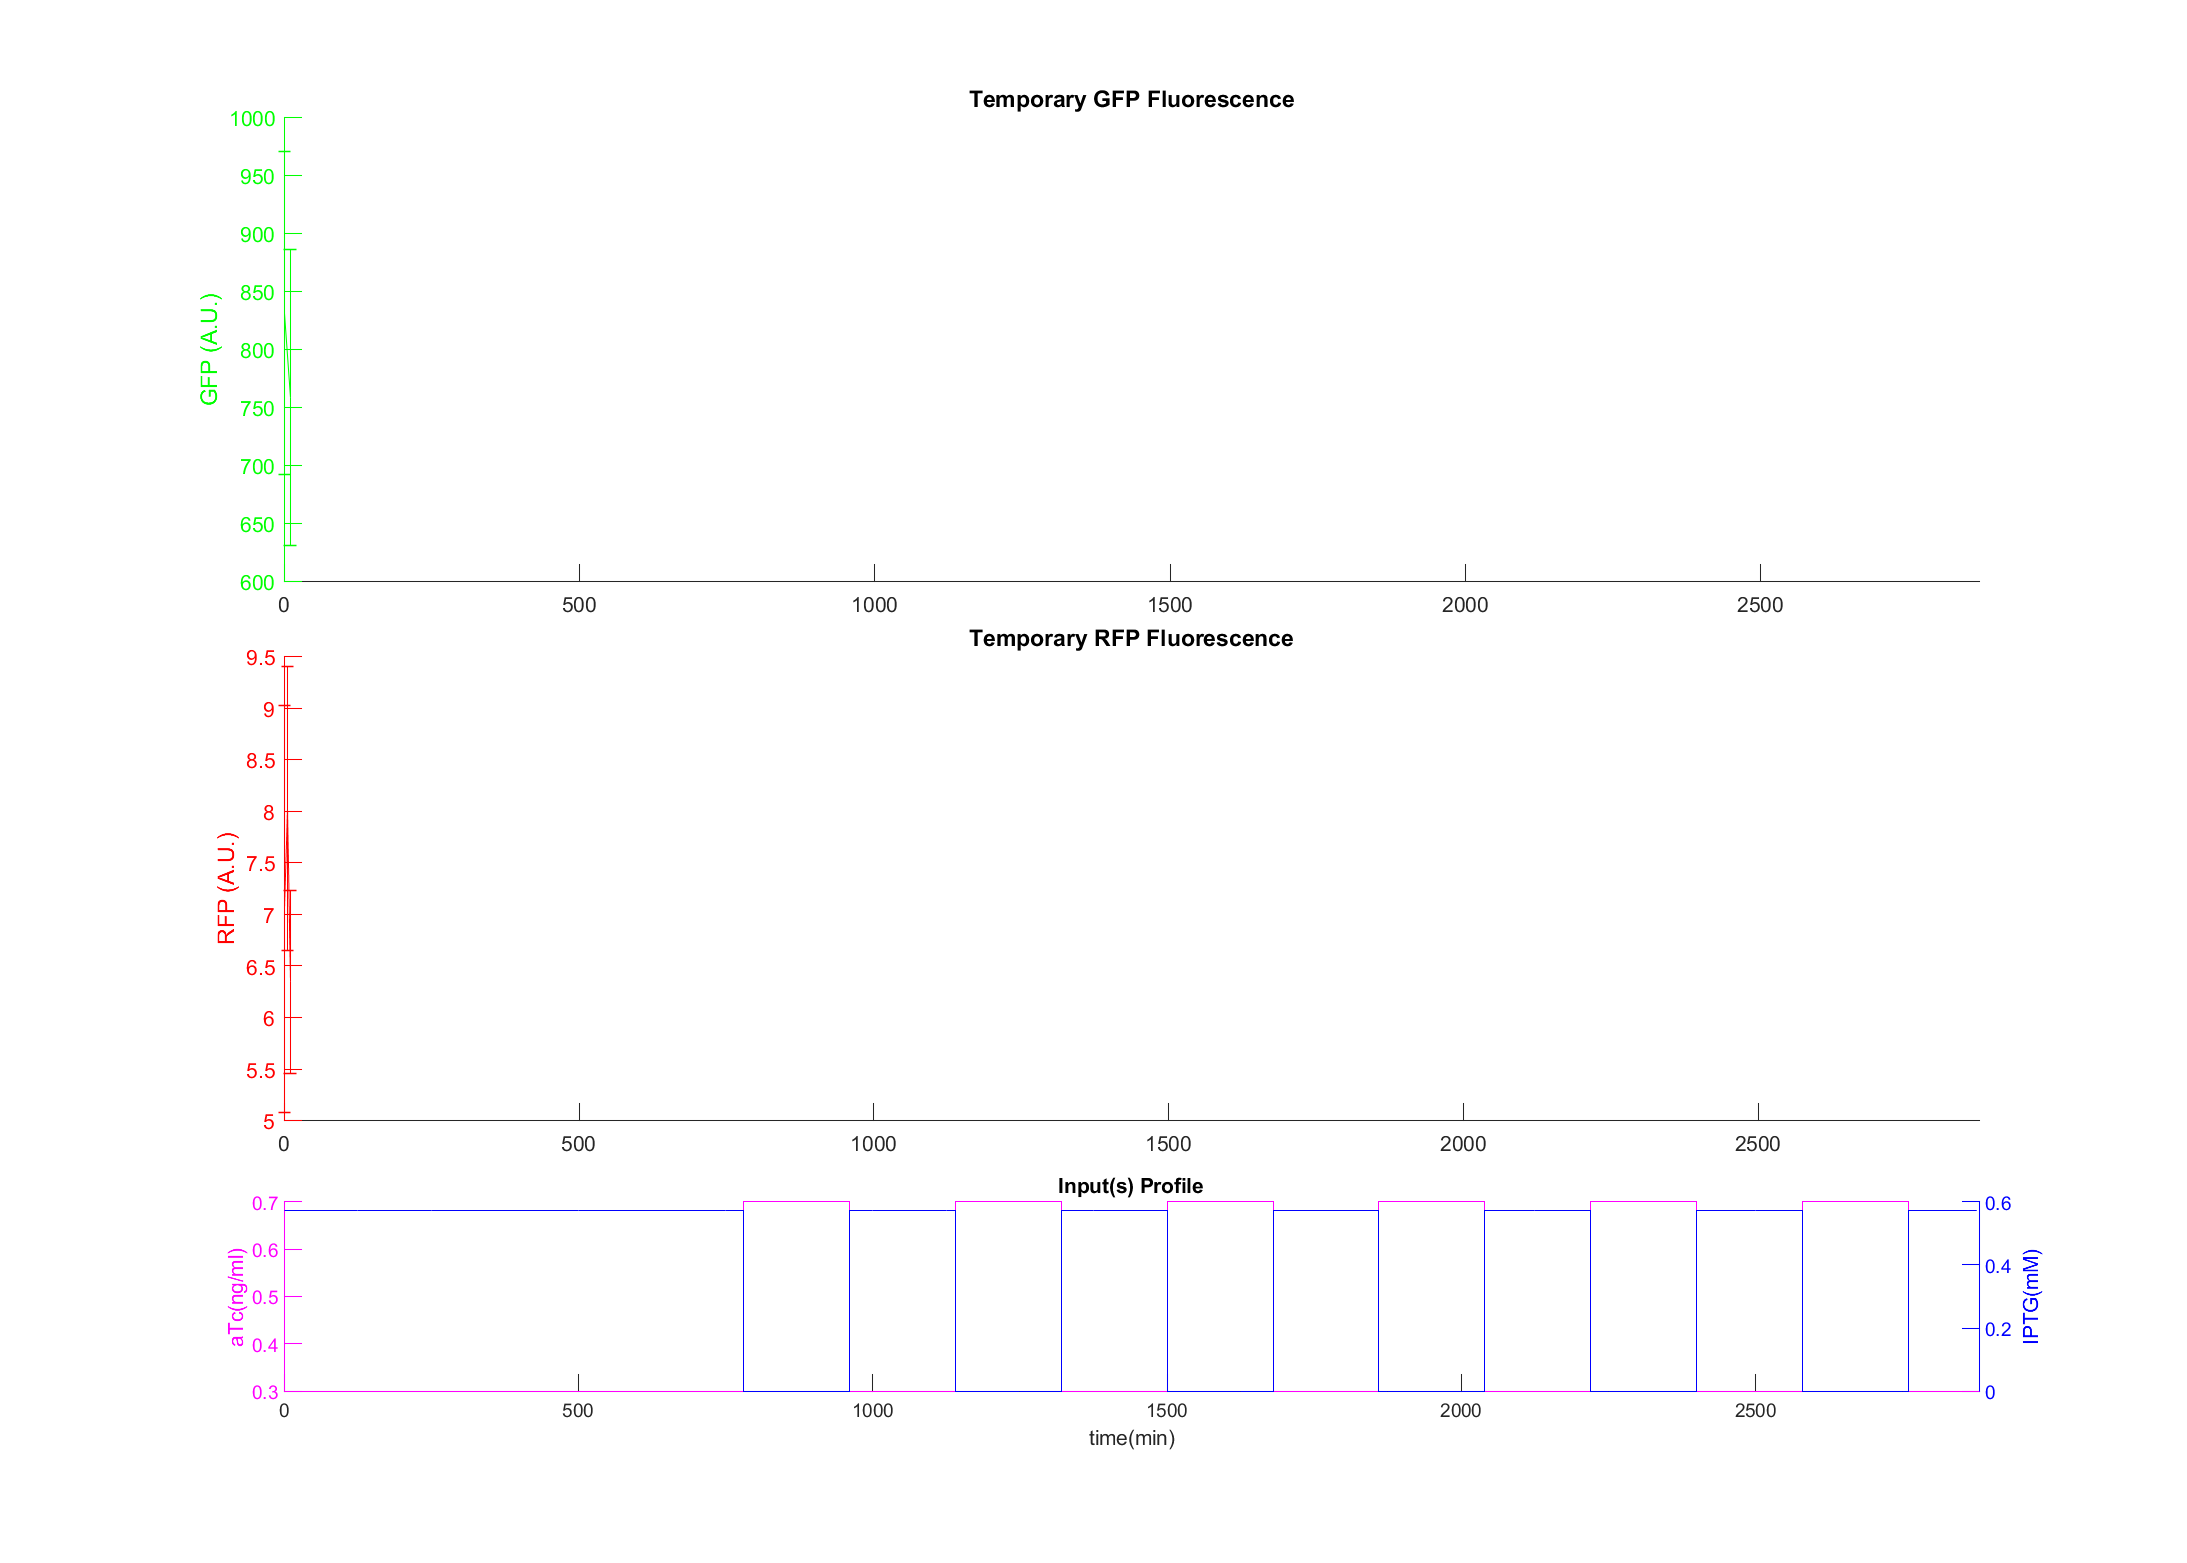 Temporary GFP Fluorescence
1000
950
900
850
800
750
700
650
600
GFP (A.U.)
0 500 1000 1500 2000 2500
Temporary RFP Fluorescence
9.5
9
8.5
8
7.5
7
6.5
6
5.5
5
RFP (A.U.)
0 500 1000 1500 2000 2500
Input(s) Profile
0.7
0.6
0.5
0.4
0.3
aTc(ng/ml)
0.6
0.4
0.2
0
IPTG(mM)
0 500 1000 1500 2000 2500
time(min)